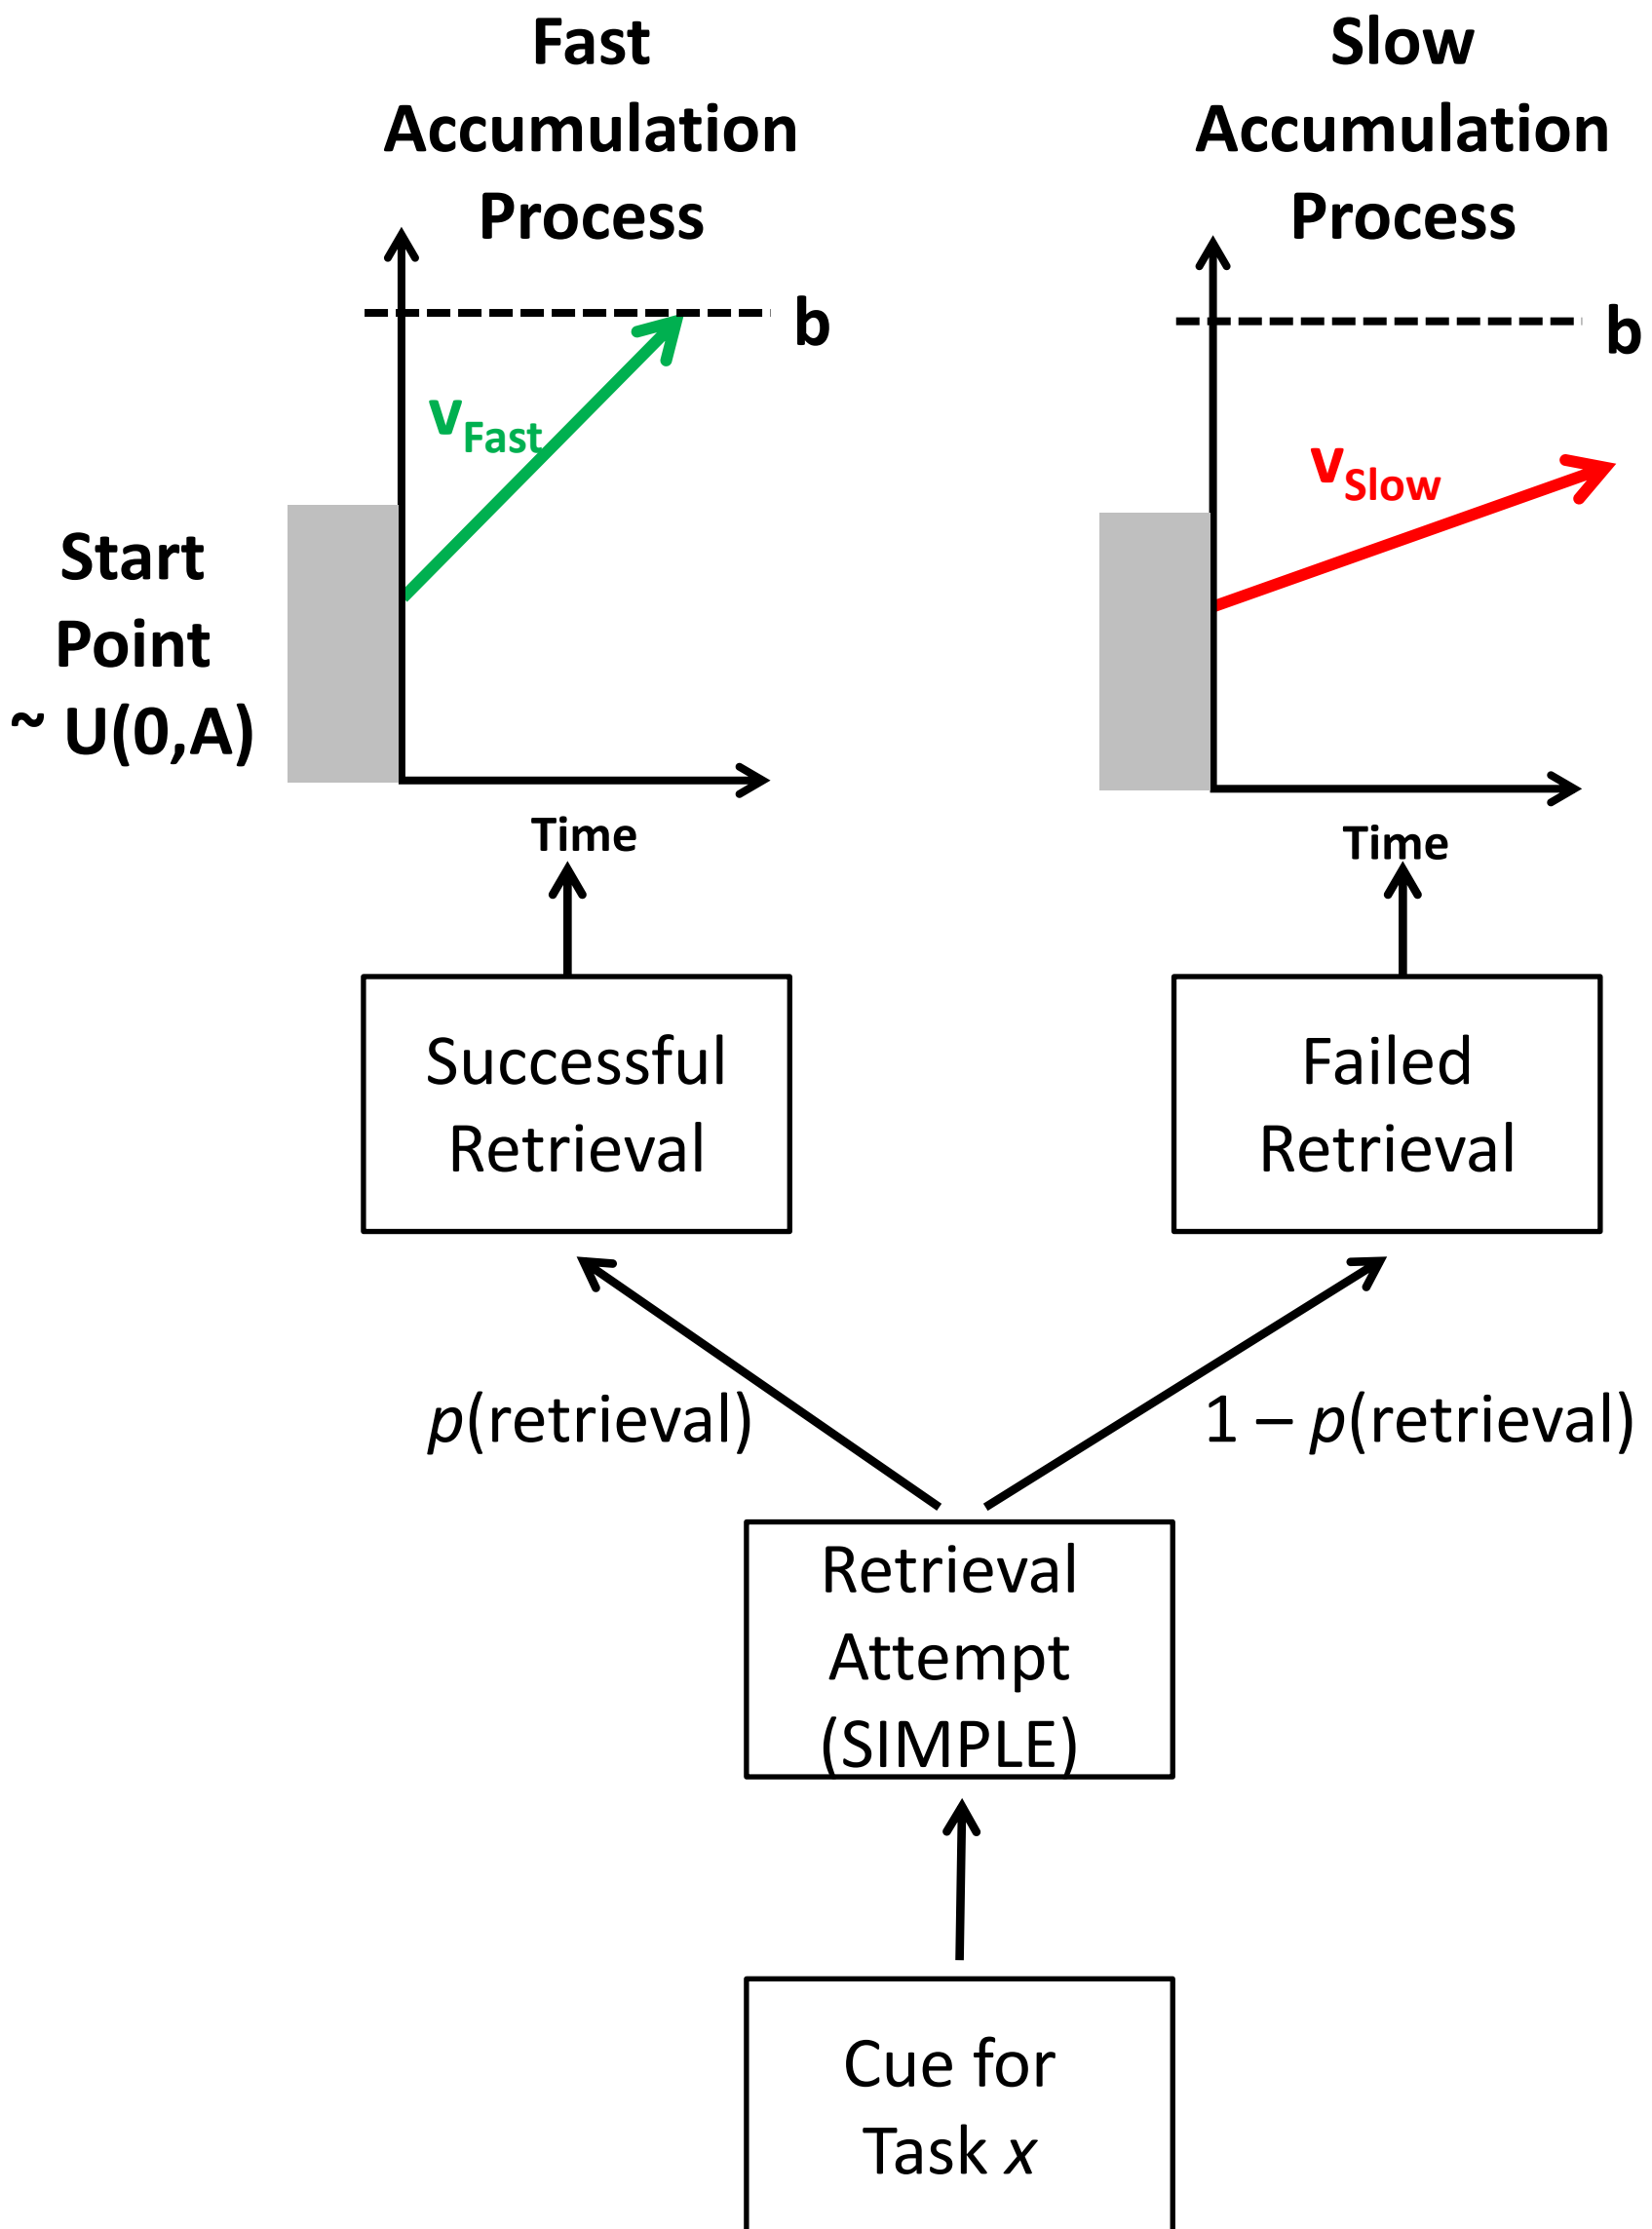 Fast
Accumulation
Process
Slow
Accumulation
Process
b
b
vFast
vSlow
Start
Point
~ U(0,A)
Time
Time
Successful
Retrieval
Failed
Retrieval
p(retrieval)
1 – p(retrieval)
Retrieval
Attempt
(SIMPLE)
Cue for
Task x